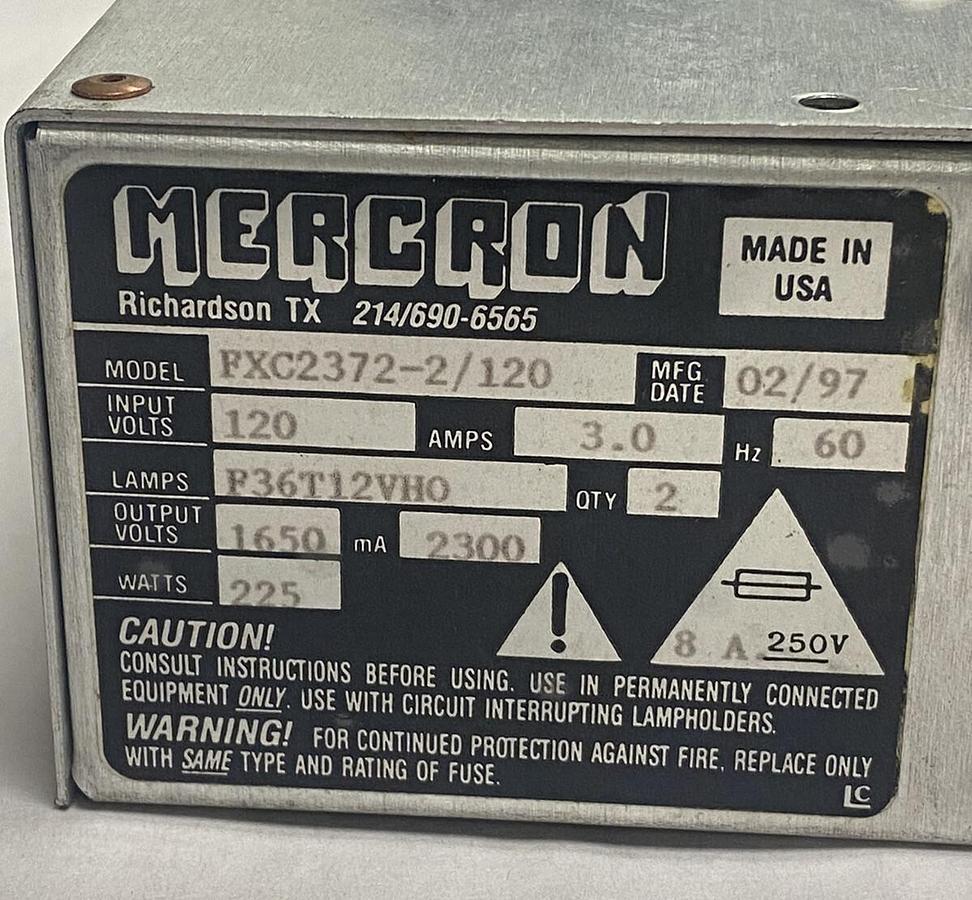 MERCRON
Richardson TX 214/690-6565
MADE IN
USA
MODEL FXC2372-2/120 MFG DATE 02/97
INPUT VOLTS 120 AMPS 3.0 Hz 60
LAMPS F36T12VHO QTY 2
OUTPUT VOLTS 1650 mA 2300
WATTS 225
8 A 250V
CAUTION!
CONSULT INSTRUCTIONS BEFORE USING. USE IN PERMANENTLY CONNECTED
EQUIPMENT ONLY. USE WITH CIRCUIT INTERRUPTING LAMPHOLDERS.
WARNING! FOR CONTINUED PROTECTION AGAINST FIRE, REPLACE ONLY
WITH SAME TYPE AND RATING OF FUSE.
LC